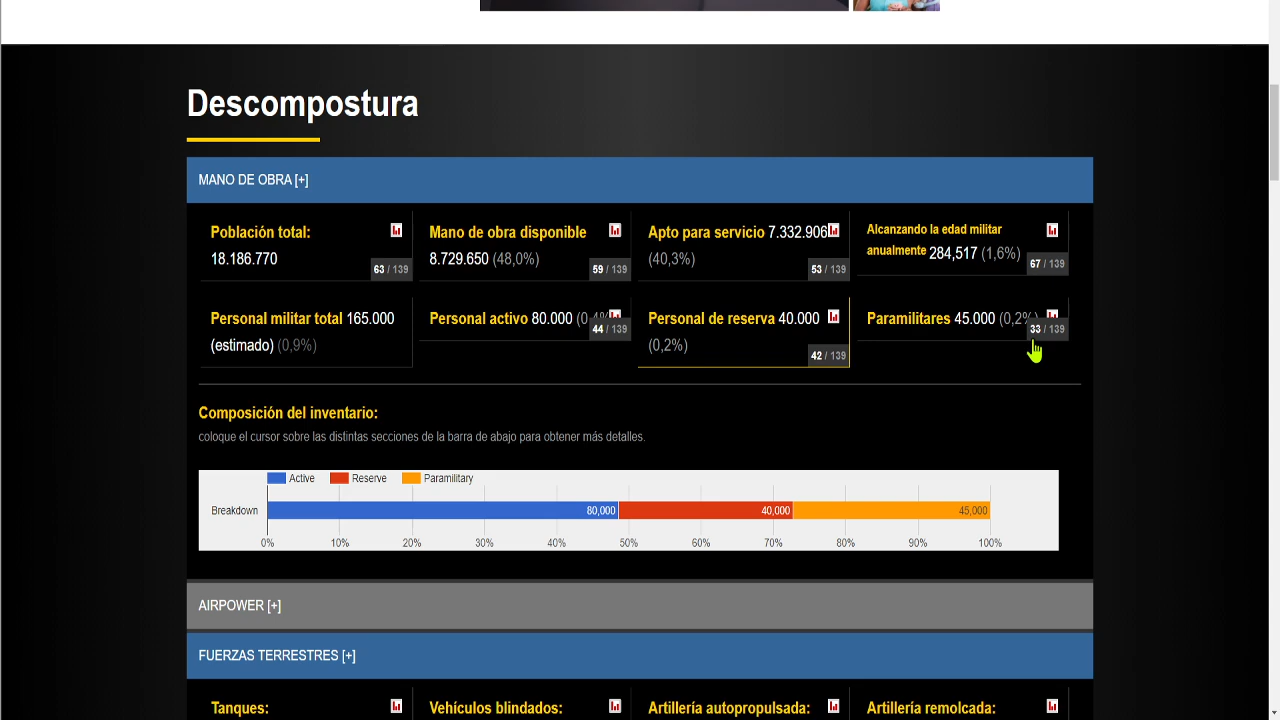 Descompostura
MANO DE OBRA [+]
Población total:
18.186.770
63 / 139
Mano de obra disponible
8.729.650 (48,0%)
59 / 139
Apto para servicio 7.332.906
(40,3%)
53 / 139
Alcanzando la edad militar
anualmente 284,517 (1,6%)
67 / 139
Personal militar total 165.000
(estimado) (0,9%)
Personal activo 80.000 (0,4%)
44 / 139
Personal de reserva 40.000
(0,2%)
42 / 139
Paramilitares 45.000 (0,2%)
33 / 139
Composición del inventario:
coloque el cursor sobre las distintas secciones de la barra de abajo para obtener más detalles.
Active Reserve Paramilitary
Breakdown 80,000 40,000 45,000
0% 10% 20% 30% 40% 50% 60% 70% 80% 90% 100%
AIRPOWER [+]
FUERZAS TERRESTRES [+]
Tanques: Vehículos blindados: Artillería autopropulsada: Artillería remolcada: